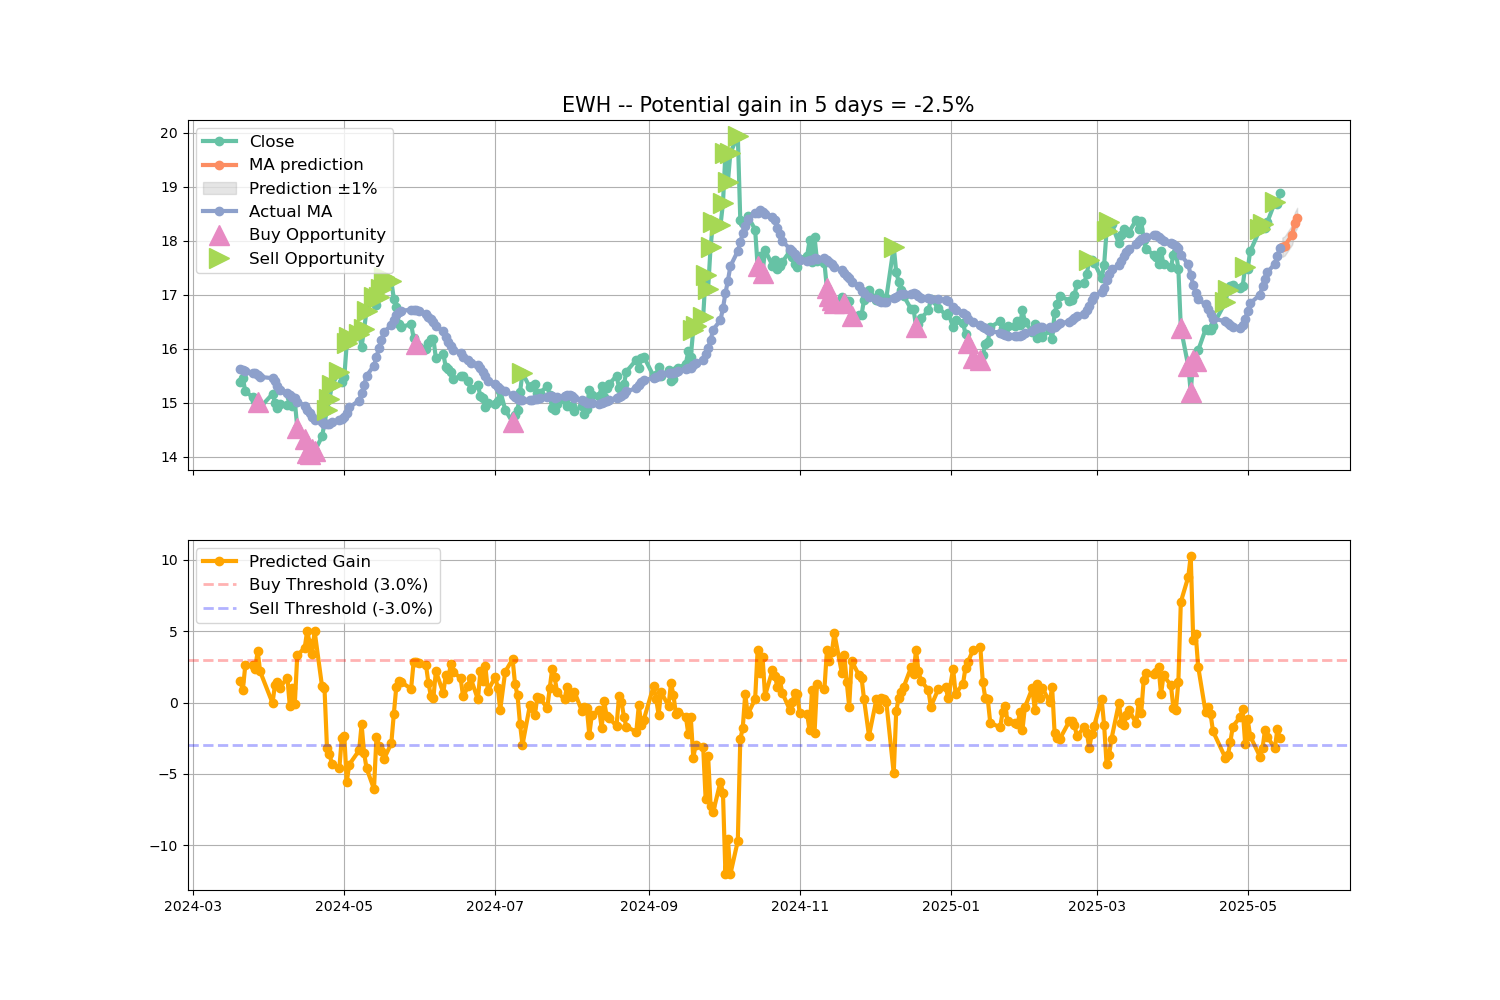 EWH -- Potential gain in 5 days = -2.5%
20
19
18
17
16
15
14
Close
MA prediction
Prediction ±1%
Actual MA
Buy Opportunity
Sell Opportunity
10
5
0
−5
−10
Predicted Gain
Buy Threshold (3.0%)
Sell Threshold (-3.0%)
2024-03 2024-05 2024-07 2024-09 2024-11 2025-01 2025-03 2025-05